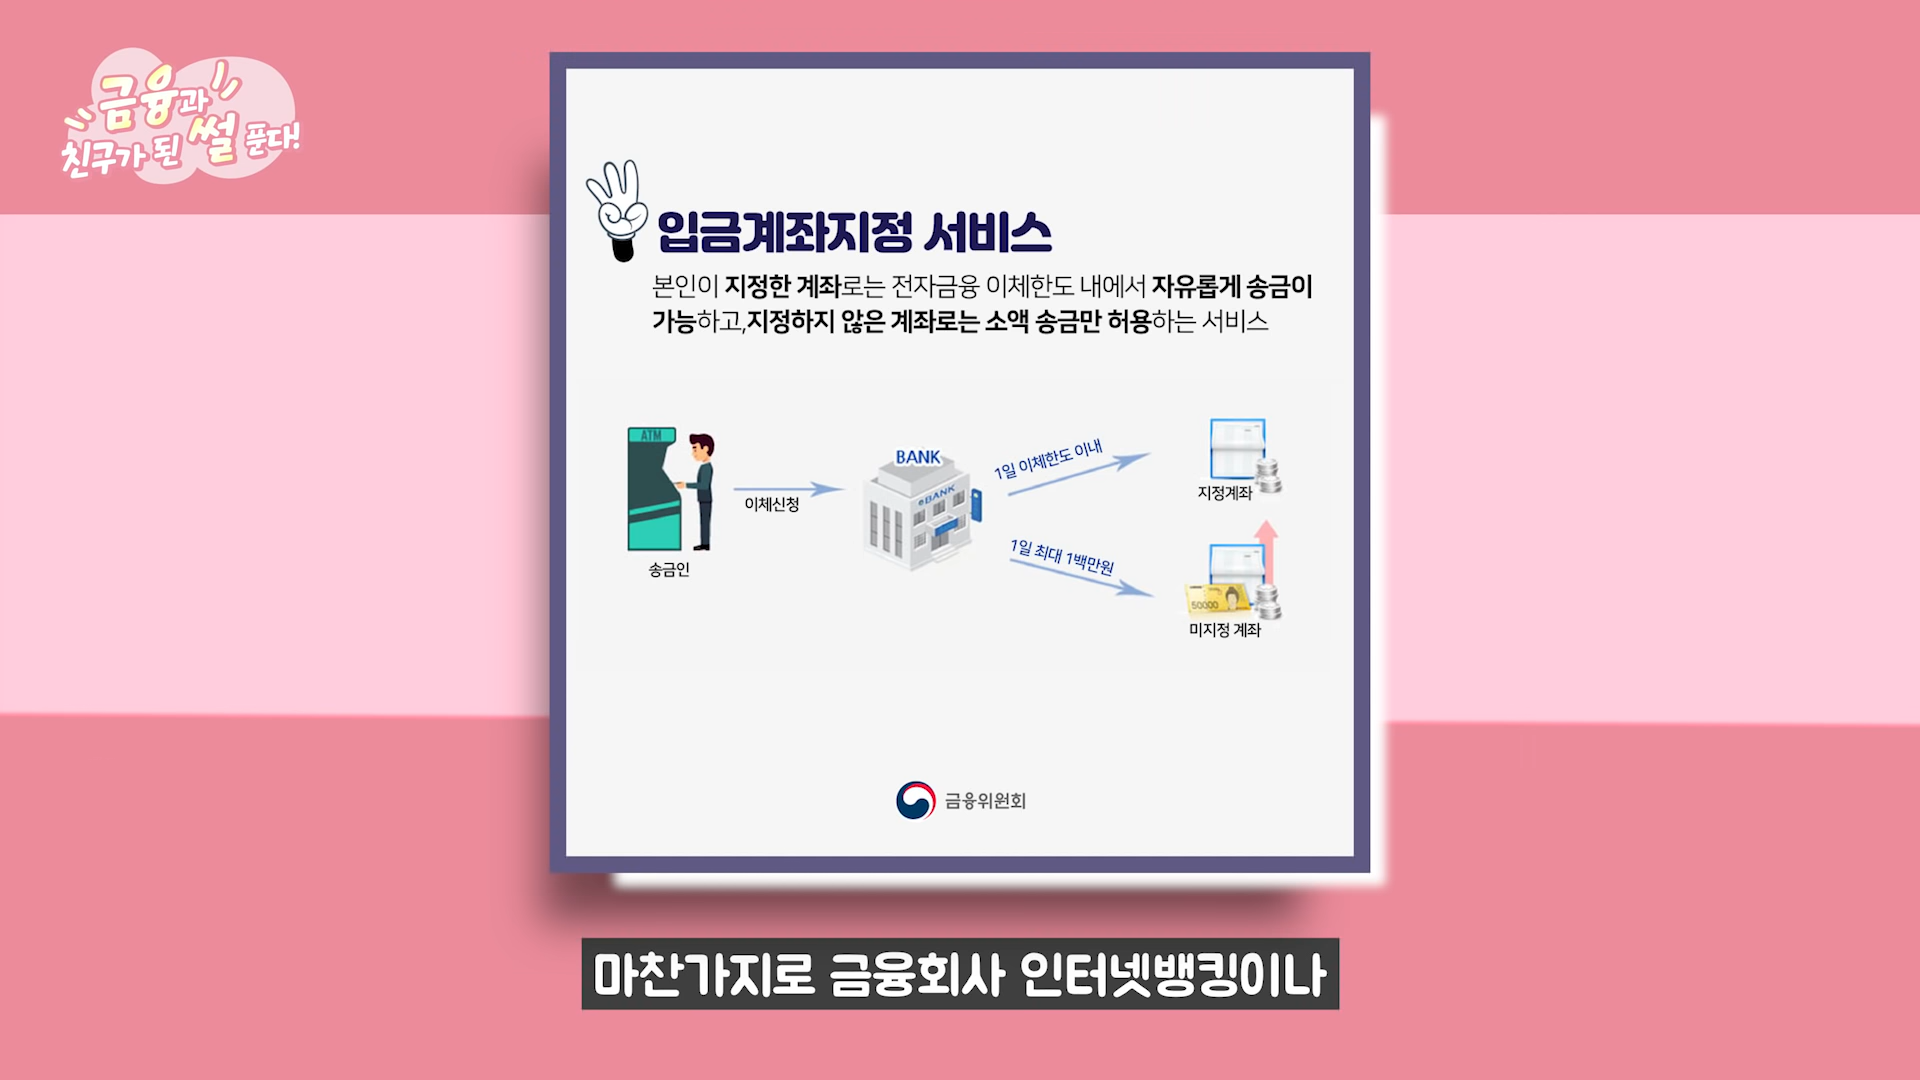 금융과
친구가 된 썰 푼다!
입금계좌지정 서비스
본인이 지정한 계좌로는 전자금융 이체한도 내에서 자유롭게 송금이
가능하고,지정하지 않은 계좌로는 소액 송금만 허용하는 서비스
ATM
송금인
이체신청
BANK
eBANK
1일 이체한도 이내
지정계좌
1일 최대 1백만원
50000
미지정 계좌
금융위원회
마찬가지로 금융회사 인터넷뱅킹이나